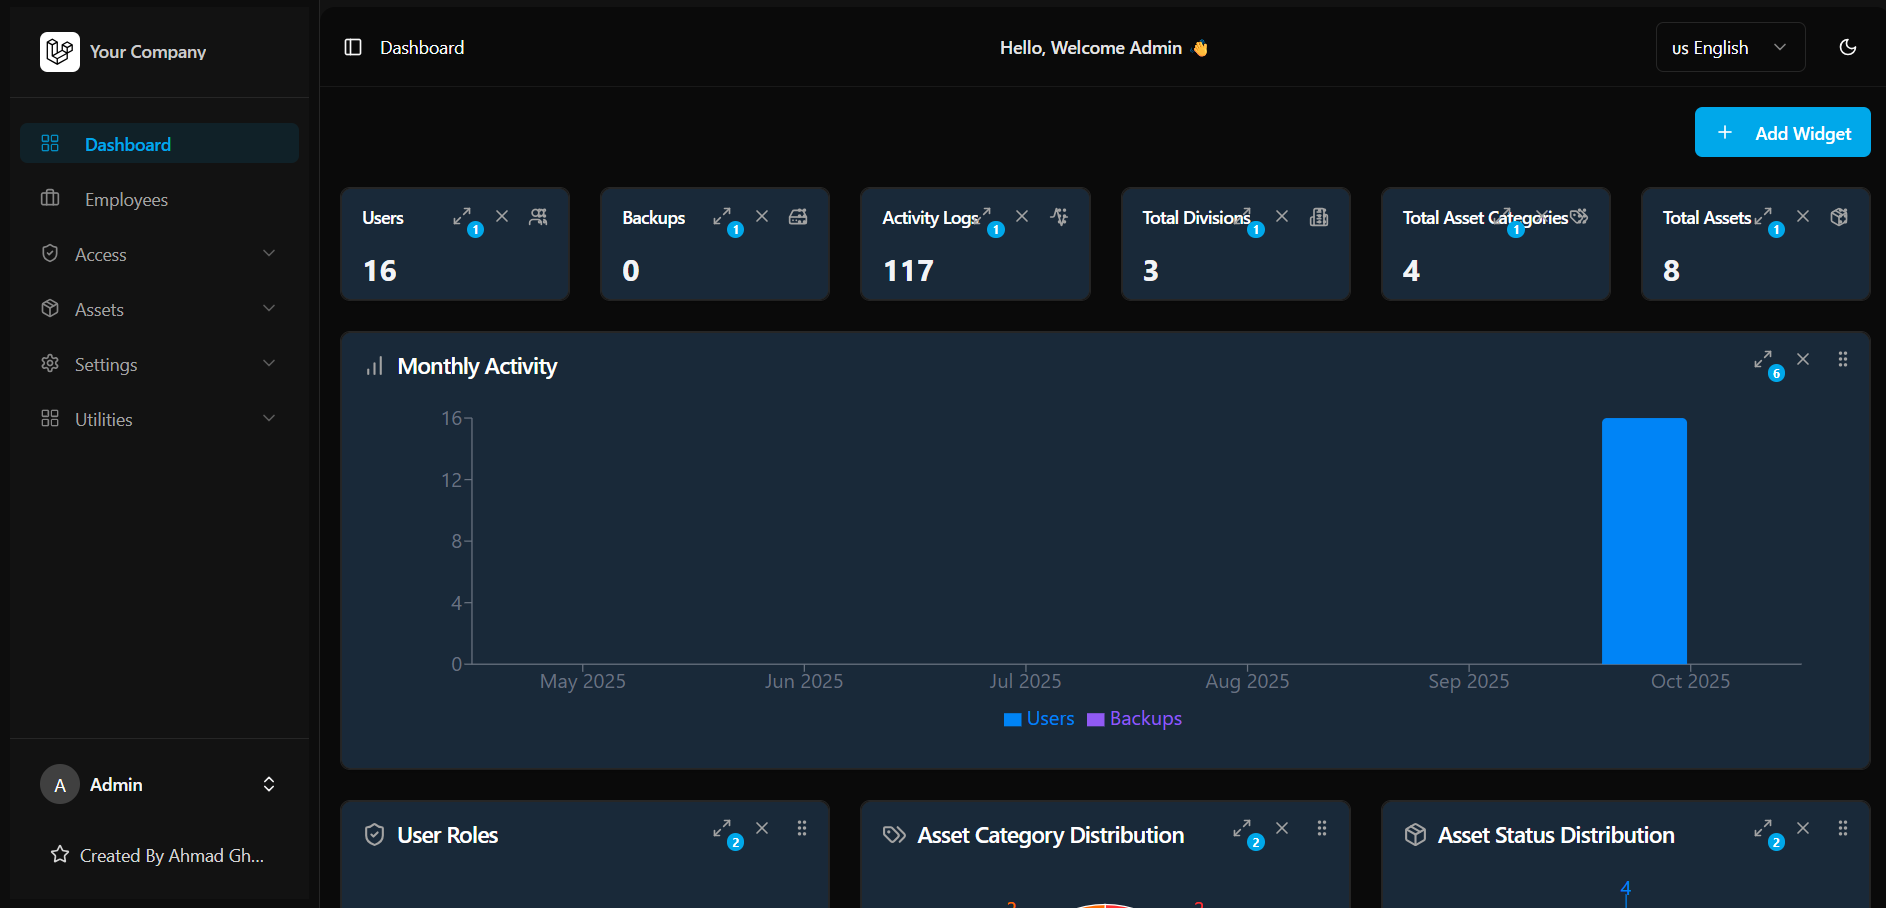 Your Company
Dashboard
Hello, Welcome Admin 👋
us English
Dashboard
Employees
Access
Assets
Settings
Utilities
Add Widget
Users
1
16
Backups
1
0
Activity Logs
1
117
Total Divisions
1
3
Total Asset Categories
1
4
Total Assets
1
8
Monthly Activity
6
16
12
8
4
0
May 2025
Jun 2025
Jul 2025
Aug 2025
Sep 2025
Oct 2025
Users
Backups
User Roles
2
Asset Category Distribution
2
Asset Status Distribution
2
4
A
Admin
Created By Ahmad Gh...